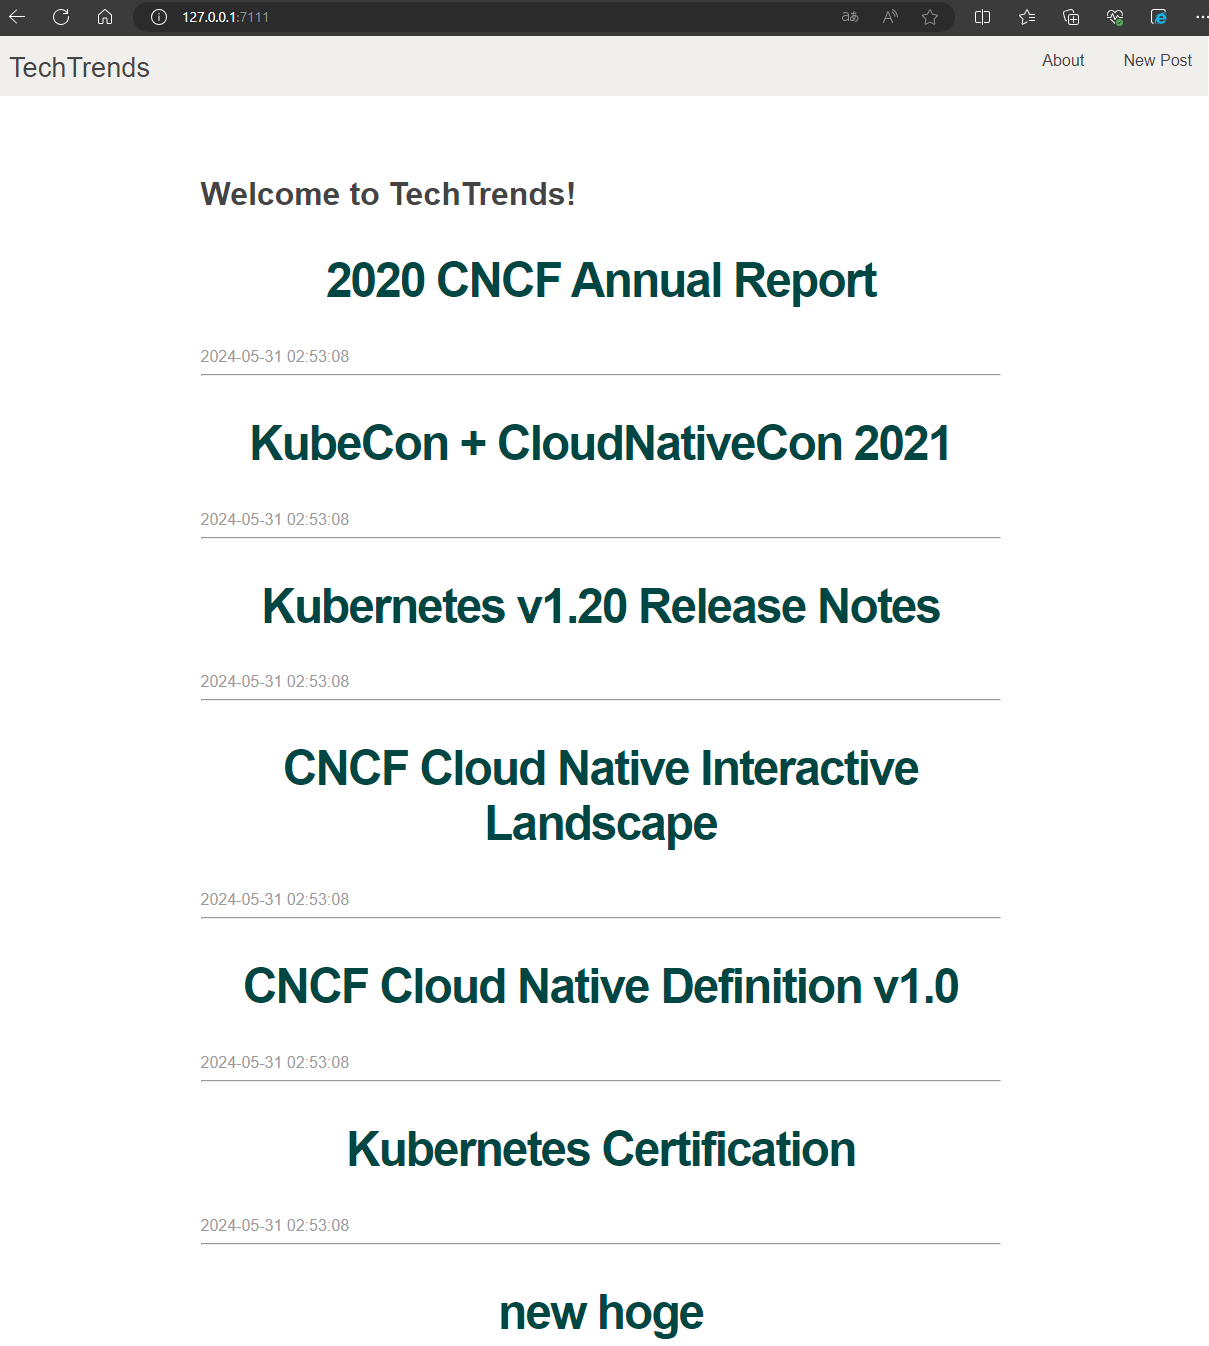 127.0.0.1:7111
aあ A
TechTrends
About
New Post
Welcome to TechTrends!
2020 CNCF Annual Report
2024-05-31 02:53:08
KubeCon + CloudNativeCon 2021
2024-05-31 02:53:08
Kubernetes v1.20 Release Notes
2024-05-31 02:53:08
CNCF Cloud Native Interactive
Landscape
2024-05-31 02:53:08
CNCF Cloud Native Definition v1.0
2024-05-31 02:53:08
Kubernetes Certification
2024-05-31 02:53:08
new hoge